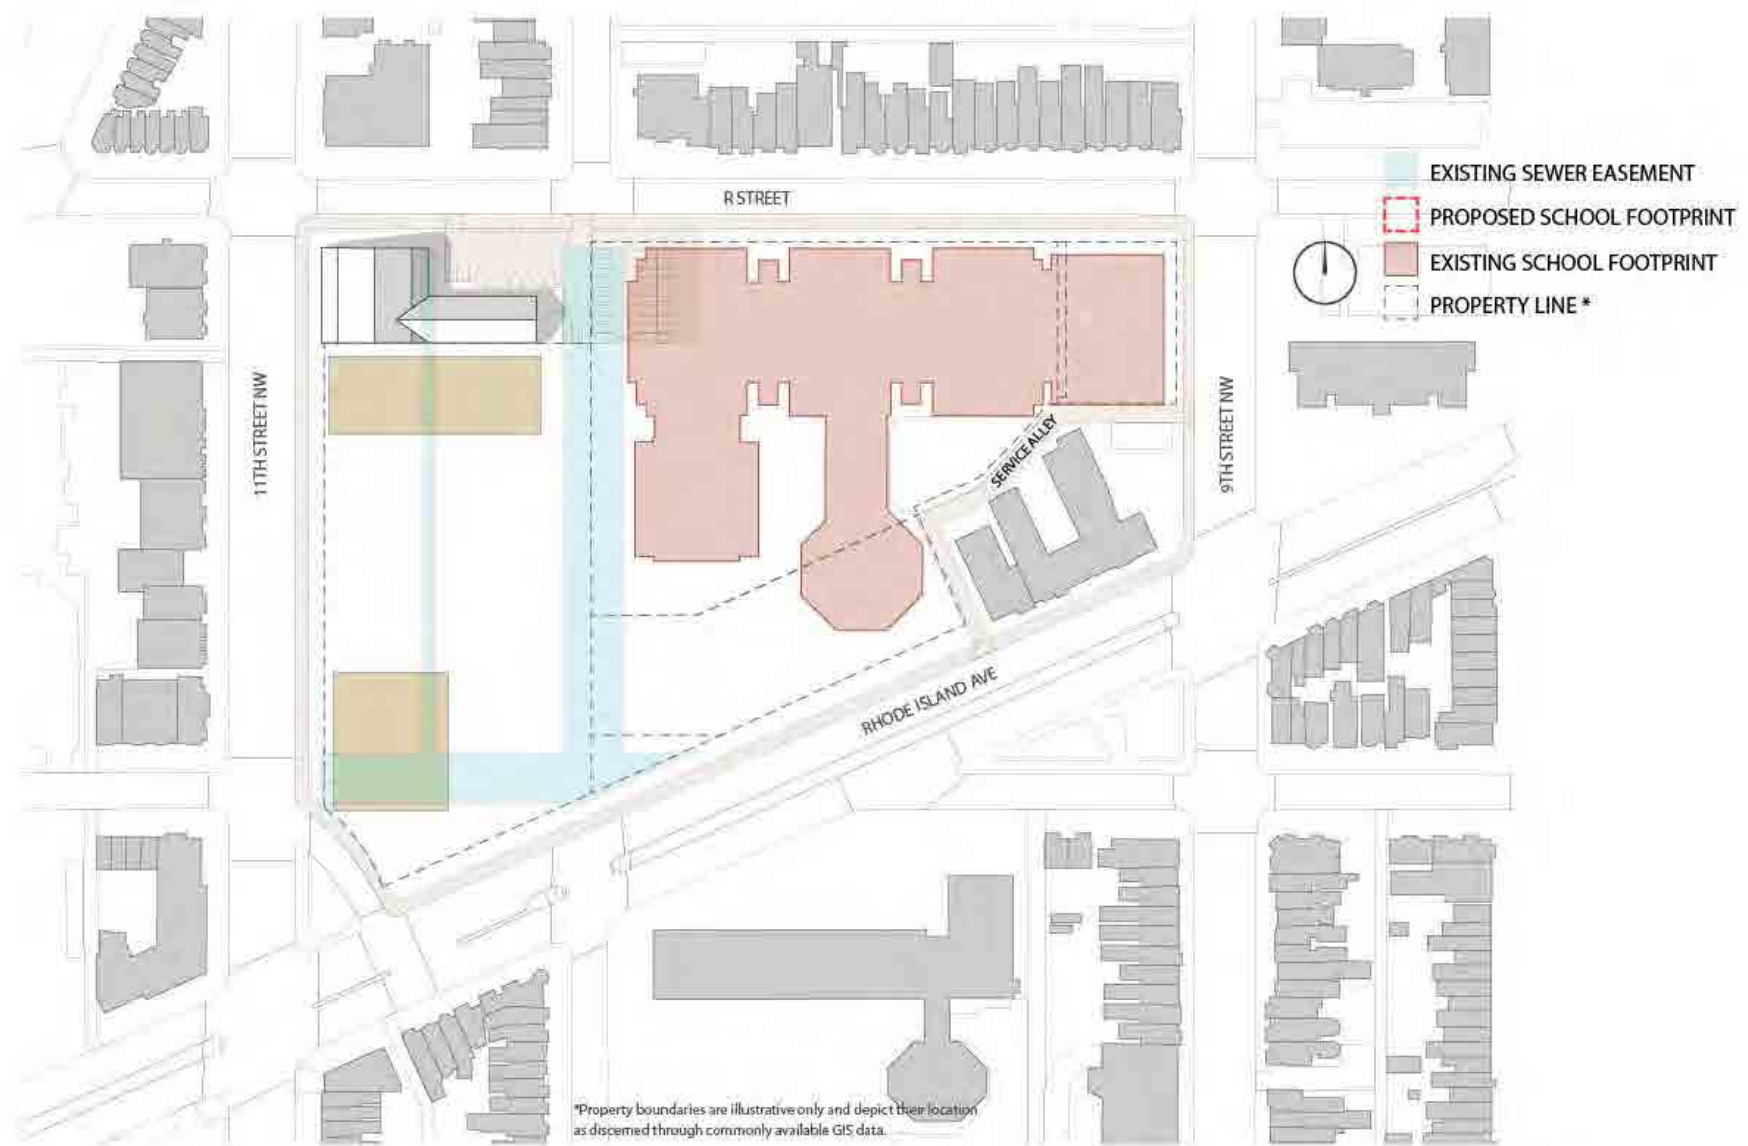 R STREET
EXISTING SEWER EASEMENT
PROPOSED SCHOOL FOOTPRINT
EXISTING SCHOOL FOOTPRINT
PROPERTY LINE *
11TH STREET NW
9TH STREET NW
SERVICE ALLEY
RHODE ISLAND AVE
*Property boundaries are illustrative only and depict their location
as discerned through commonly available GIS data.